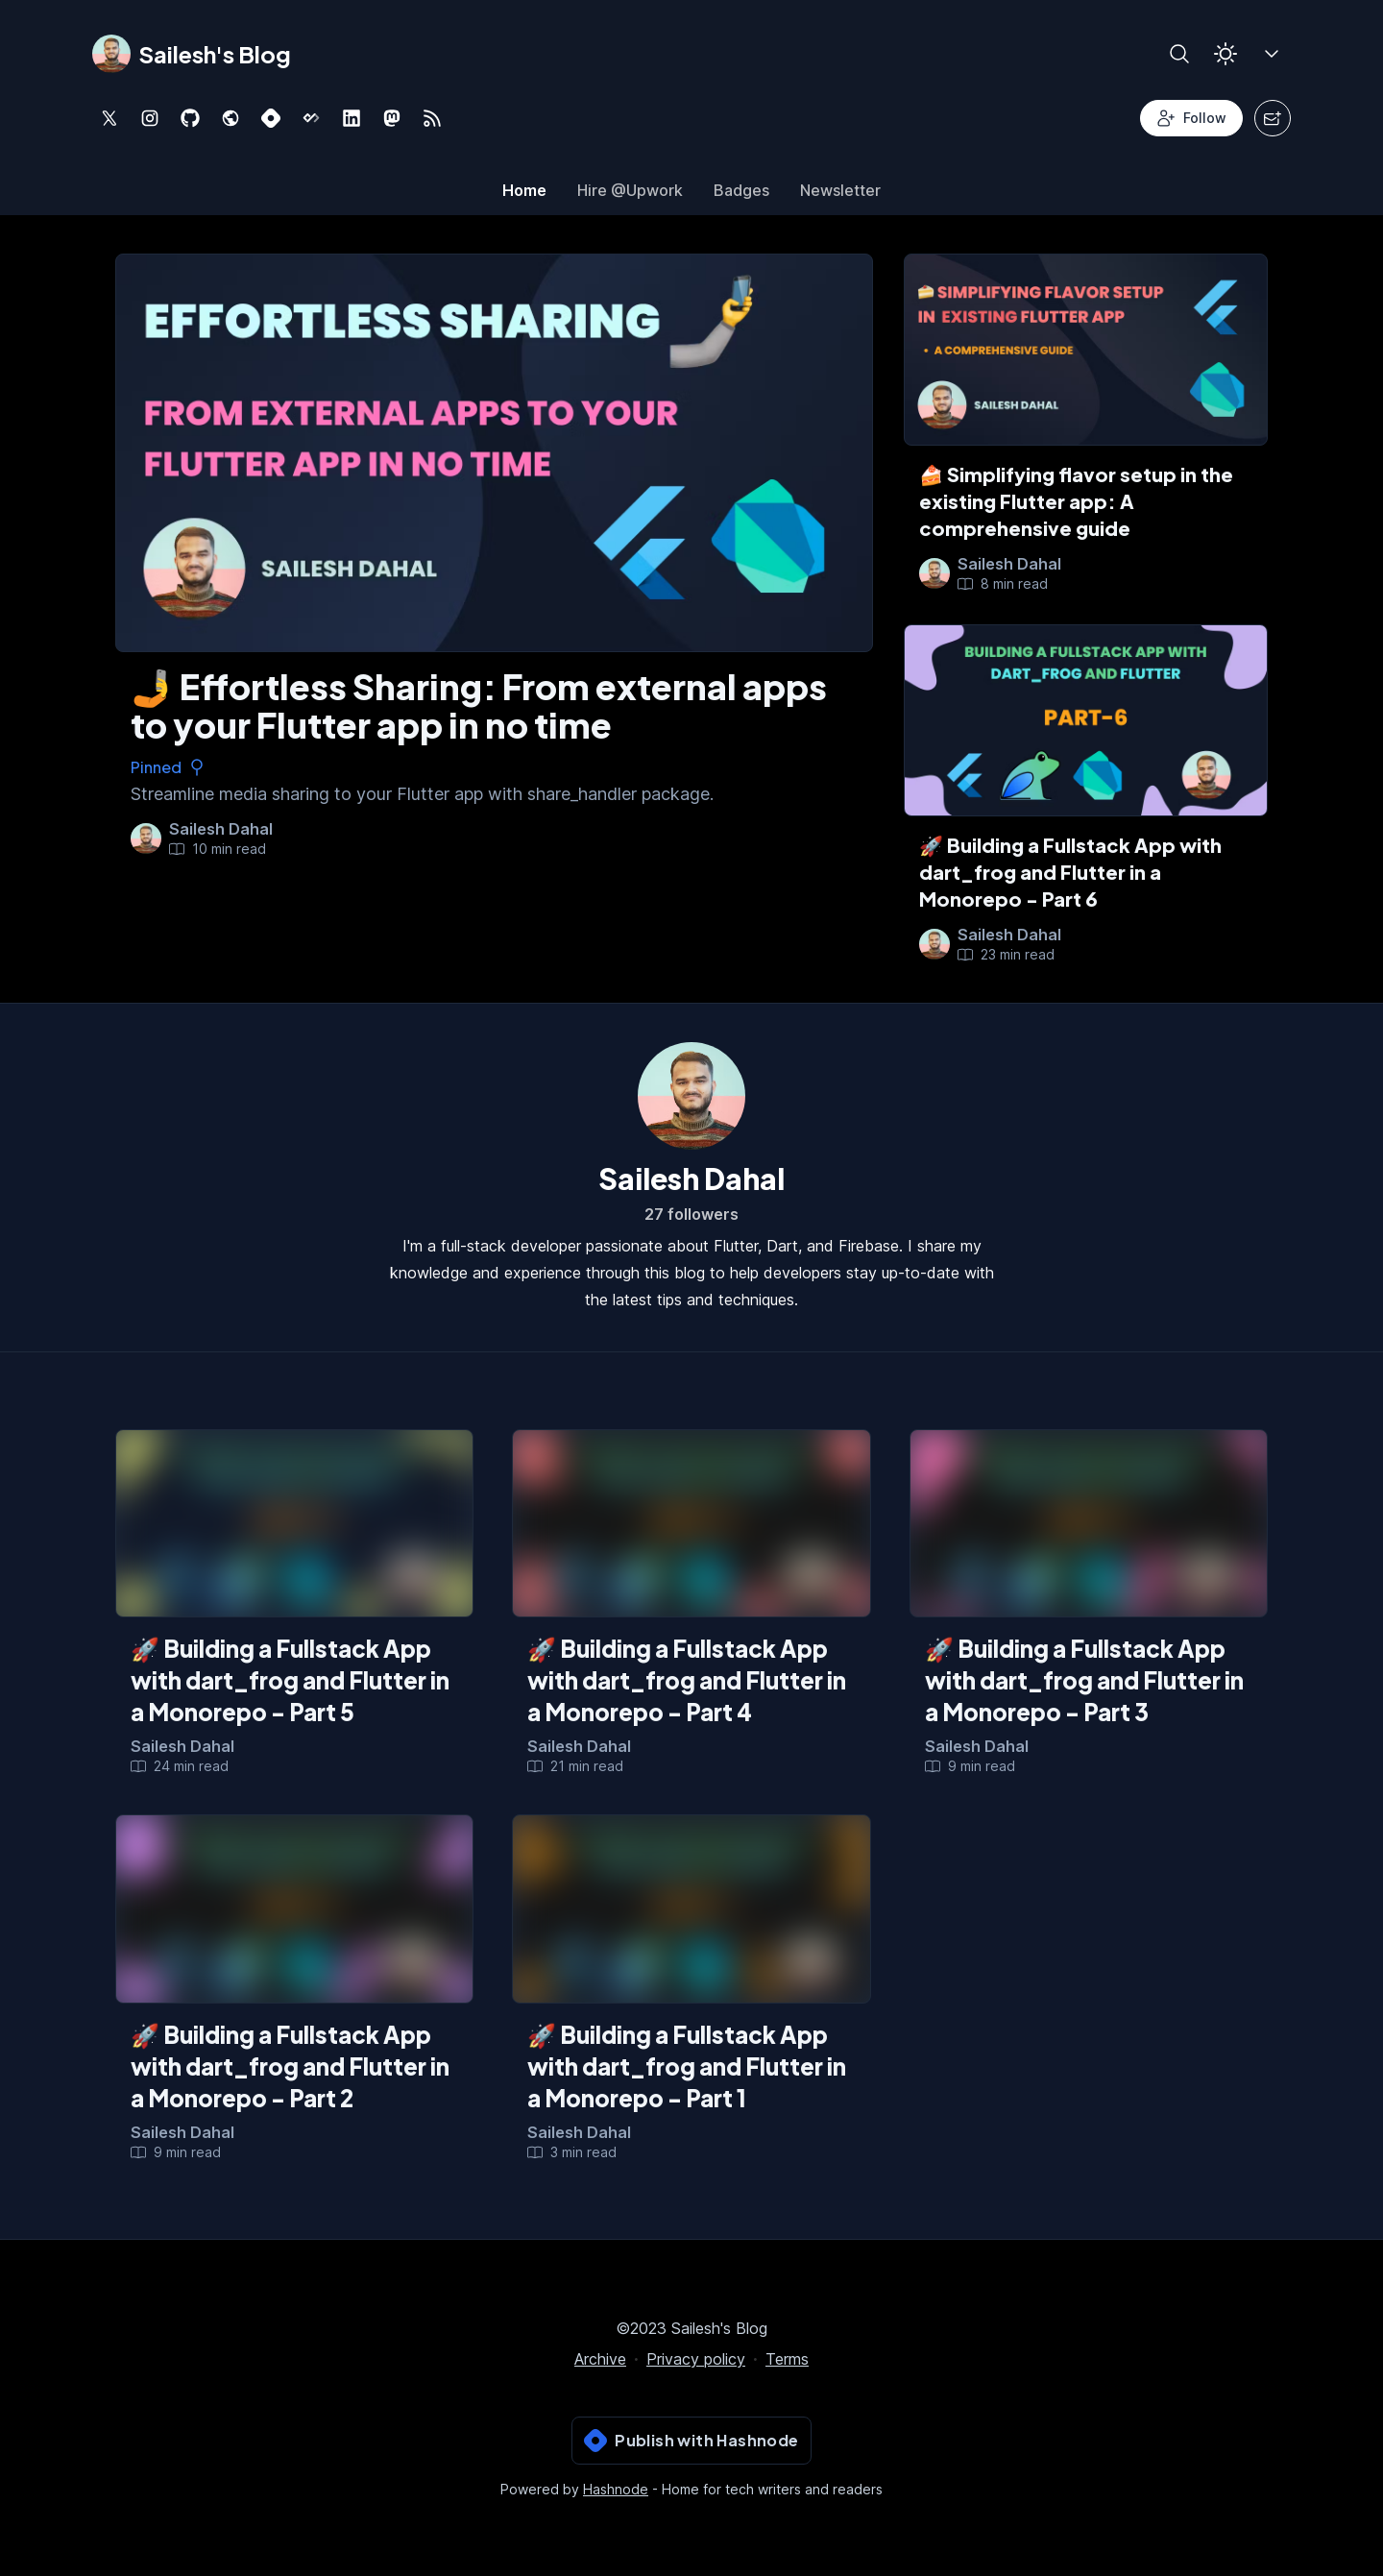 Sailesh's Blog
Follow
Home
Hire @Upwork
Badges
Newsletter
EFFORTLESS SHARING
FROM EXTERNAL APPS TO YOUR
FLUTTER APP IN NO TIME
SAILESH DAHAL
🤳 Effortless Sharing: From external apps
to your Flutter app in no time
Pinned
Streamline media sharing to your Flutter app with share_handler package.
Sailesh Dahal
10 min read
🍰 SIMPLIFYING FLAVOR SETUP
IN EXISTING FLUTTER APP
• A COMPREHENSIVE GUIDE
SAILESH DAHAL
🍰 Simplifying flavor setup in the
existing Flutter app: A
comprehensive guide
Sailesh Dahal
8 min read
BUILDING A FULLSTACK APP WITH
DART_FROG AND FLUTTER
PART-6
🚀 Building a Fullstack App with
dart_frog and Flutter in a
Monorepo - Part 6
Sailesh Dahal
23 min read
Sailesh Dahal
27 followers
I'm a full-stack developer passionate about Flutter, Dart, and Firebase. I share my
knowledge and experience through this blog to help developers stay up-to-date with
the latest tips and techniques.
🚀 Building a Fullstack App
with dart_frog and Flutter in
a Monorepo - Part 5
Sailesh Dahal
24 min read
🚀 Building a Fullstack App
with dart_frog and Flutter in
a Monorepo - Part 4
Sailesh Dahal
21 min read
🚀 Building a Fullstack App
with dart_frog and Flutter in
a Monorepo - Part 3
Sailesh Dahal
9 min read
🚀 Building a Fullstack App
with dart_frog and Flutter in
a Monorepo - Part 2
Sailesh Dahal
9 min read
🚀 Building a Fullstack App
with dart_frog and Flutter in
a Monorepo - Part 1
Sailesh Dahal
3 min read
©2023 Sailesh's Blog
Archive · Privacy policy · Terms
Publish with Hashnode
Powered by Hashnode - Home for tech writers and readers